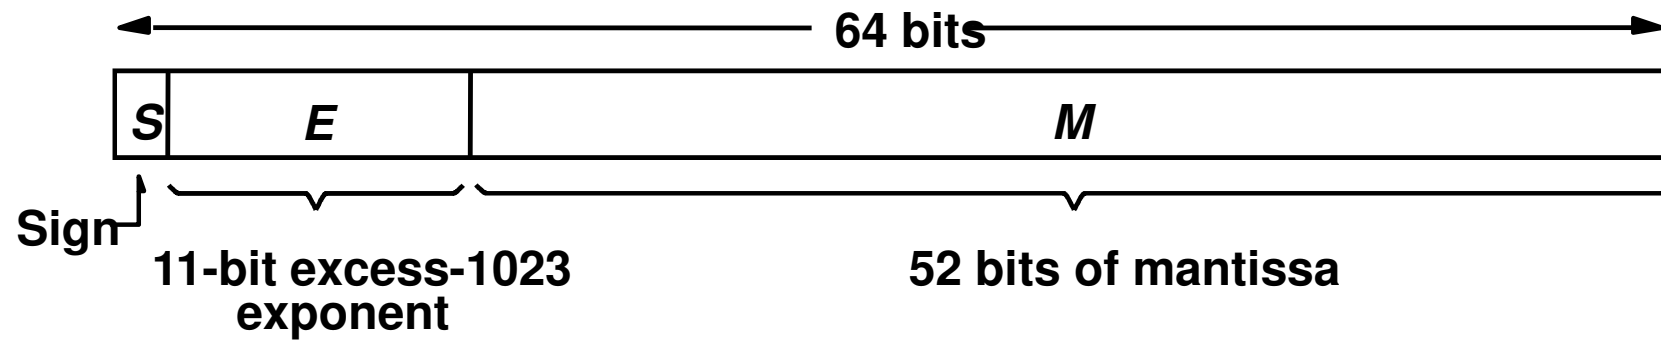 64 bits
S E M
Sign
11-bit excess-1023
exponent
52 bits of mantissa